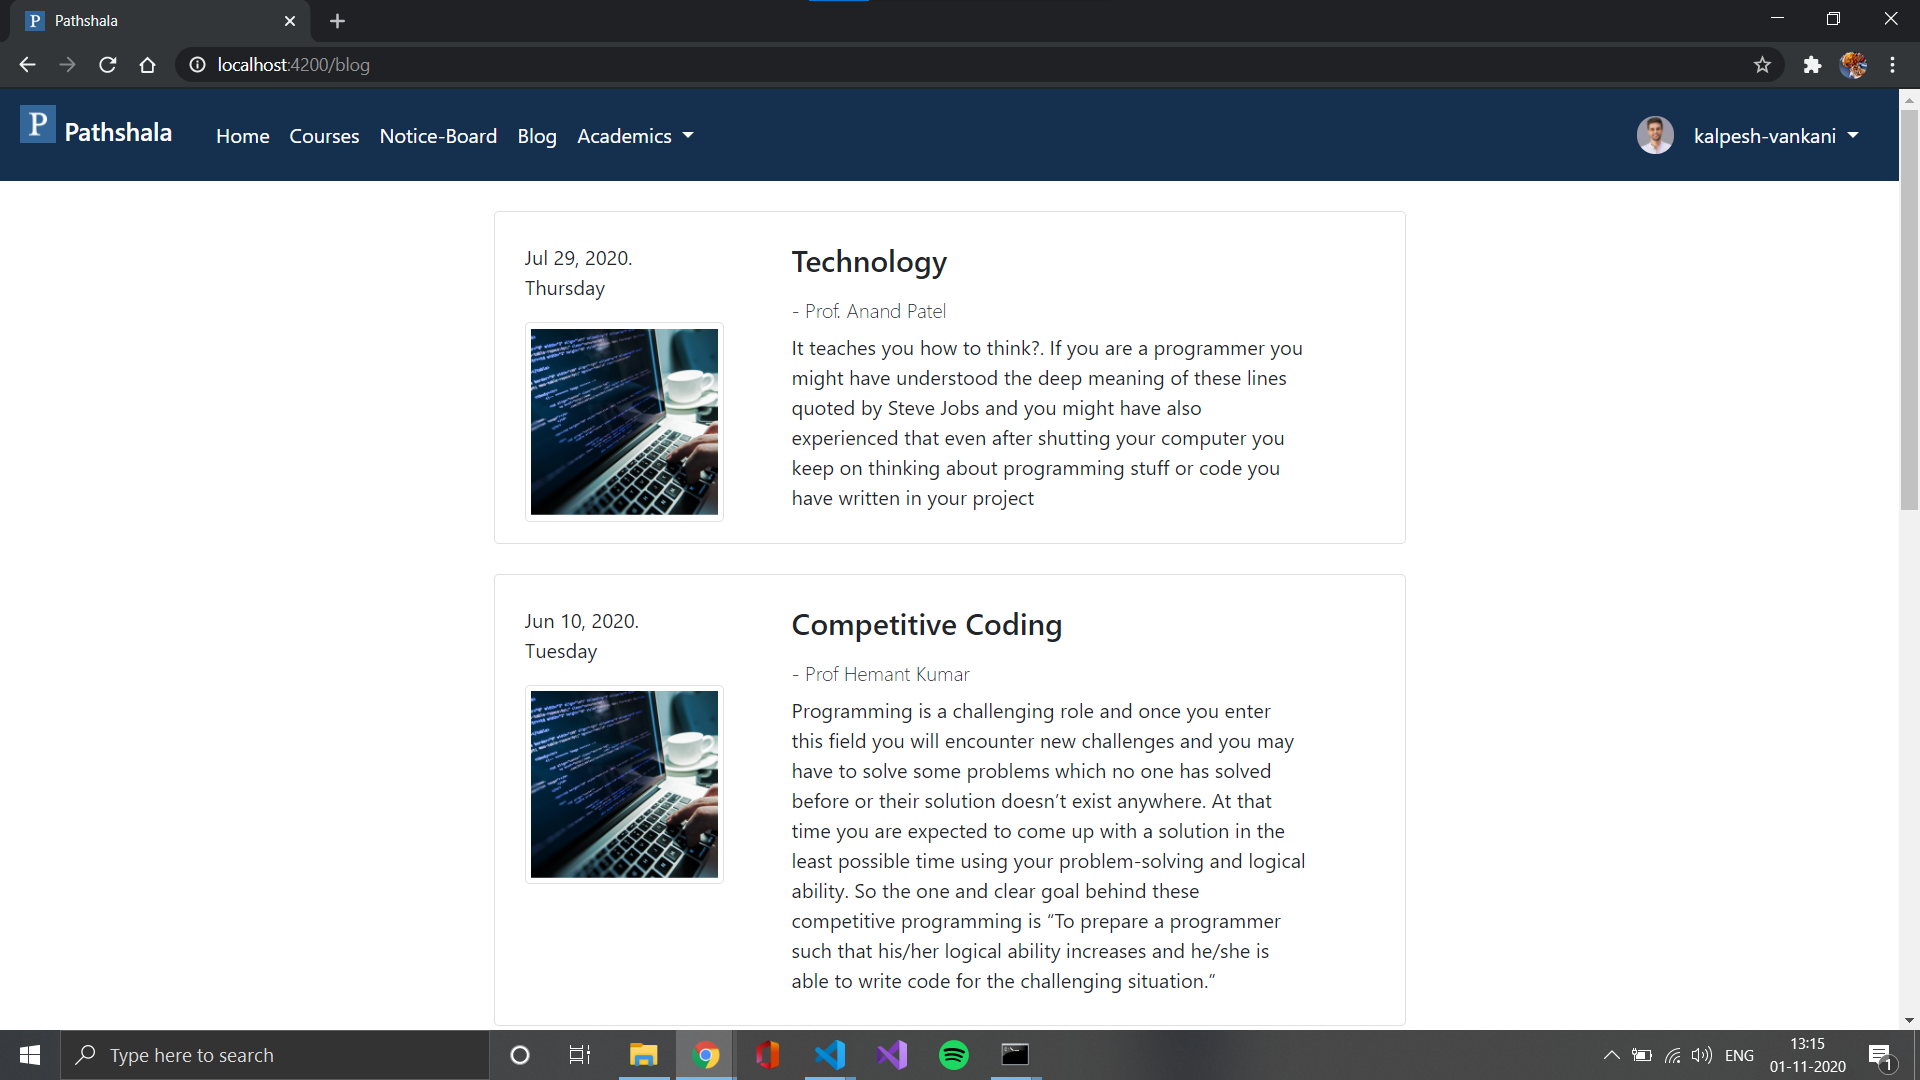 P Pathshala
localhost:4200/blog
P Pathshala Home Courses Notice-Board Blog Academics kalpesh-vankani
Jul 29, 2020.
Thursday
Technology
- Prof. Anand Patel
It teaches you how to think?. If you are a programmer you
might have understood the deep meaning of these lines
quoted by Steve Jobs and you might have also
experienced that even after shutting your computer you
keep on thinking about programming stuff or code you
have written in your project
Jun 10, 2020.
Tuesday
Competitive Coding
- Prof Hemant Kumar
Programming is a challenging role and once you enter
this field you will encounter new challenges and you may
have to solve some problems which no one has solved
before or their solution doesn’t exist anywhere. At that
time you are expected to come up with a solution in the
least possible time using your problem-solving and logical
ability. So the one and clear goal behind these
competitive programming is “To prepare a programmer
such that his/her logical ability increases and he/she is
able to write code for the challenging situation.”
Type here to search
ENG
13:15
01-11-2020
1